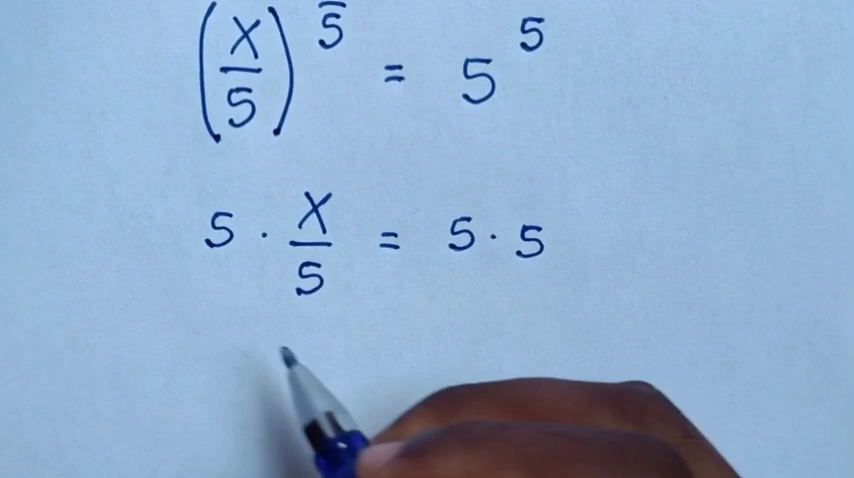 (x/5)^‾5 = 5^5
5 · x/5 = 5 · 5